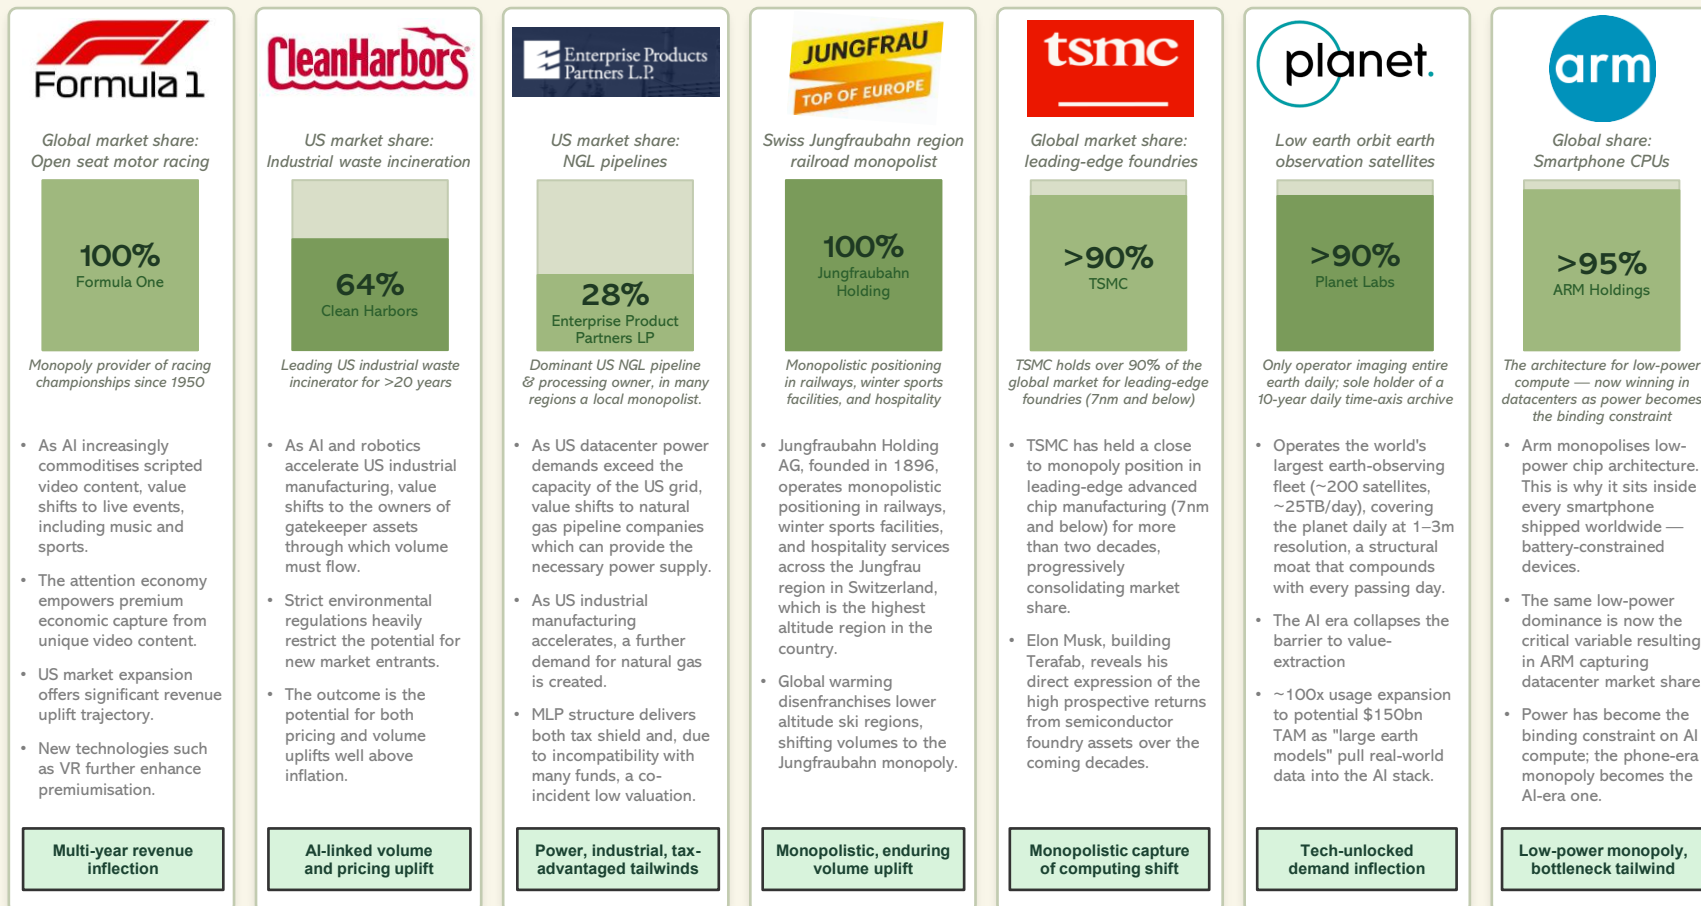 Formula 1
Global market share:
Open seat motor racing
100%
Formula One
Monopoly provider of racing
championships since 1950
• As AI increasingly
commoditises scripted
video content, value
shifts to live events,
including music and
sports.
• The attention economy
empowers premium
economic capture from
unique video content.
• US market expansion
offers significant revenue
uplift trajectory.
• New technologies such
as VR further enhance
premiumisation.
Multi-year revenue
inflection
CleanHarbors®
US market share:
Industrial waste incineration
64%
Clean Harbors
Leading US industrial waste
incinerator for >20 years
• As AI and robotics
accelerate US industrial
manufacturing, value
shifts to the owners of
gatekeeper assets
through which volume
must flow.
• Strict environmental
regulations heavily
restrict the potential for
new market entrants.
• The outcome is the
potential for both
pricing and volume
uplifts well above
inflation.
AI-linked volume
and pricing uplift
Enterprise Products
Partners L.P.
US market share:
NGL pipelines
28%
Enterprise Product
Partners LP
Dominant US NGL pipeline
& processing owner, in many
regions a local monopolist.
• As US datacenter power
demands exceed the
capacity of the US grid,
value shifts to natural
gas pipeline companies
which can provide the
necessary power supply.
• As US industrial
manufacturing
accelerates, a further
demand for natural gas
is created.
• MLP structure delivers
both tax shield and, due
to incompatibility with
many funds, a co-
incident low valuation.
Power, industrial, tax-
advantaged tailwinds
JUNGFRAU
TOP OF EUROPE
Swiss Jungfraubahn region
railroad monopolist
100%
Jungfraubahn
Holding
Monopolistic positioning
in railways, winter sports
facilities, and hospitality
• Jungfraubahn Holding
AG, founded in 1896,
operates monopolistic
positioning in railways,
winter sports facilities,
and hospitality services
across the Jungfrau
region in Switzerland,
which is the highest
altitude region in the
country.
• Global warming
disenfranchises lower
altitude ski regions,
shifting volumes to the
Jungfraubahn monopoly.
Monopolistic, enduring
volume uplift
tsmc
Global market share:
leading-edge foundries
>90%
TSMC
TSMC holds over 90% of the
global market for leading-edge
foundries (7nm and below)
• TSMC has held a close
to monopoly position in
leading-edge advanced
chip manufacturing (7nm
and below) for more
than two decades,
progressively
consolidating market
share.
• Elon Musk, building
Terafab, reveals his
direct expression of the
high prospective returns
from semiconductor
foundry assets over the
coming decades.
Monopolistic capture
of computing shift
planet.
Low earth orbit earth
observation satellites
>90%
Planet Labs
Only operator imaging entire
earth daily; sole holder of a
10-year daily time-axis archive
• Operates the world's
largest earth-observing
fleet (~200 satellites,
~25TB/day), covering
the planet daily at 1–3m
resolution, a structural
moat that compounds
with every passing day.
• The AI era collapses the
barrier to value-
extraction
• ~100x usage expansion
to potential $150bn
TAM as "large earth
models" pull real-world
data into the AI stack.
Tech-unlocked
demand inflection
arm
Global share:
Smartphone CPUs
>95%
ARM Holdings
The architecture for low-power
compute — now winning in
datacenters as power becomes
the binding constraint
• Arm monopolises low-
power chip architecture.
This is why it sits inside
every smartphone
shipped worldwide —
battery-constrained
devices.
• The same low-power
dominance is now the
critical variable resulting
in ARM capturing
datacenter market share
• Power has become the
binding constraint on AI
compute; the phone-era
monopoly becomes the
AI-era one.
Low-power monopoly,
bottleneck tailwind